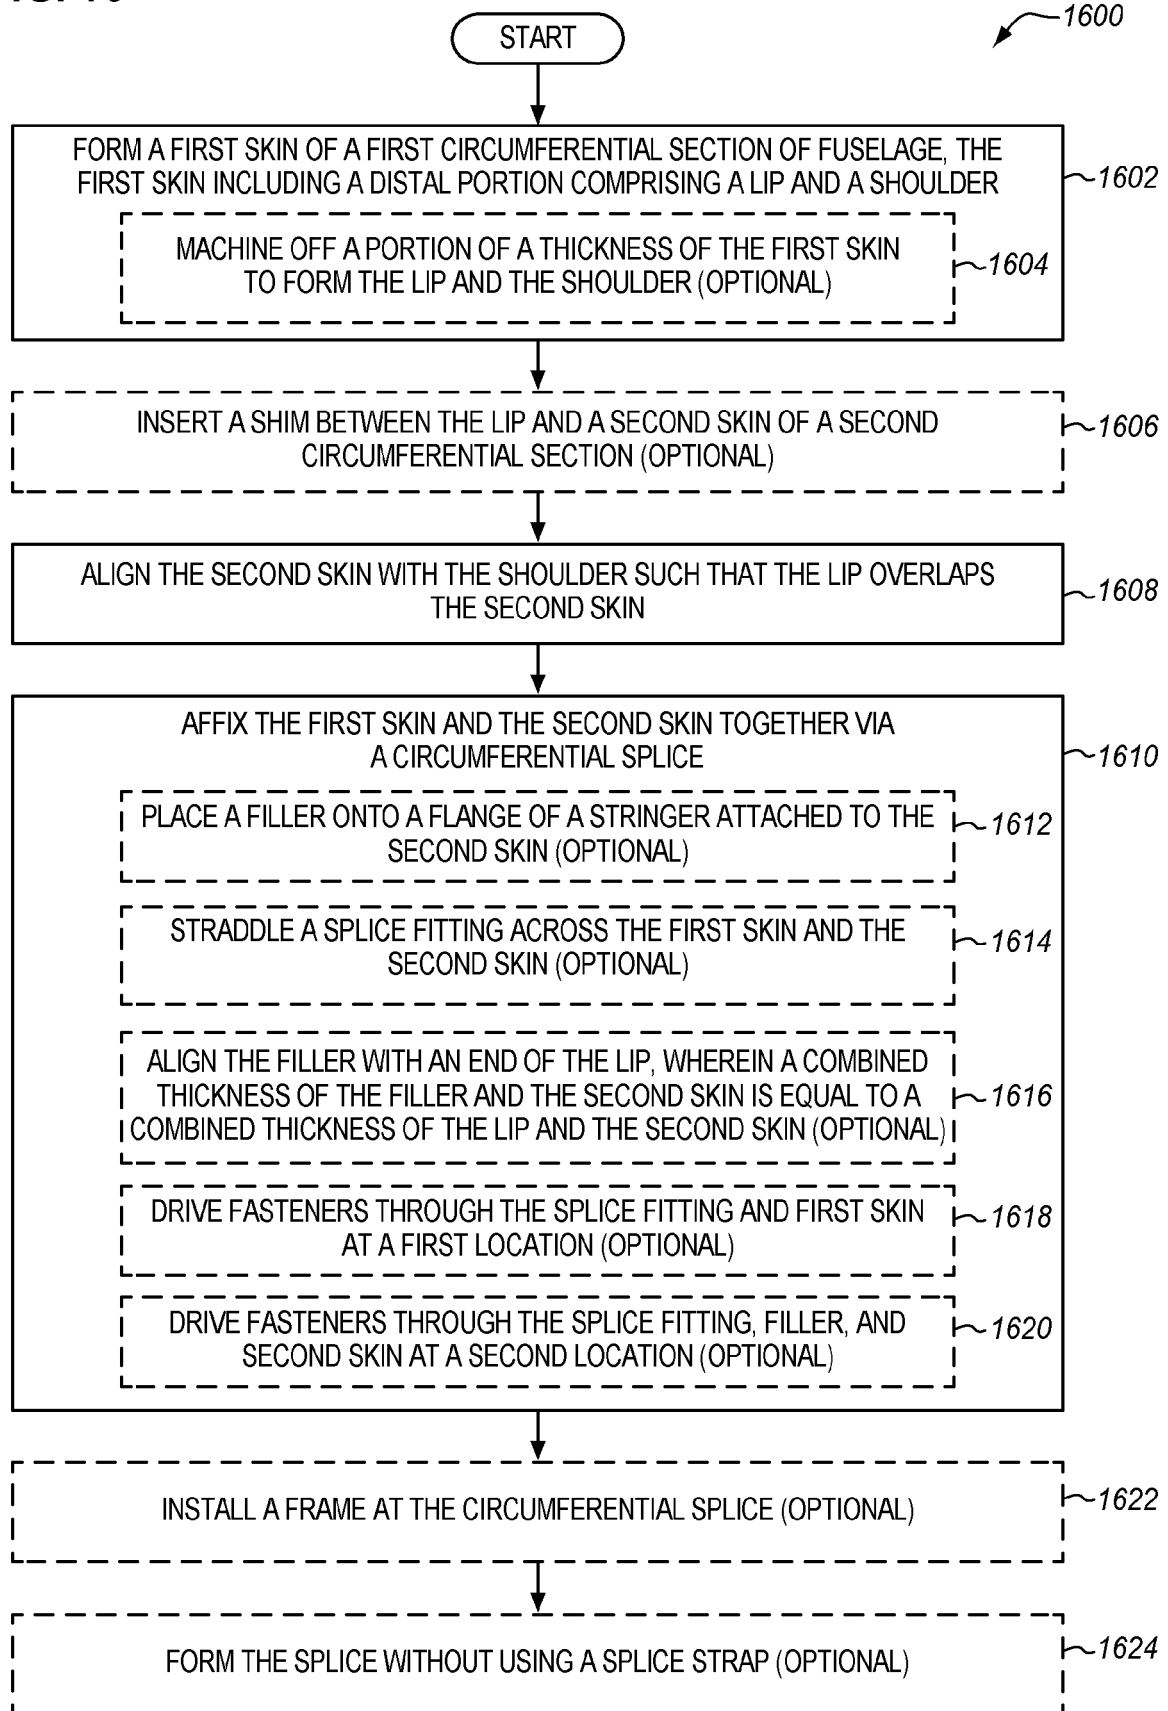 1600
START
FORM A FIRST SKIN OF A FIRST CIRCUMFERENTIAL SECTION OF FUSELAGE, THE
FIRST SKIN INCLUDING A DISTAL PORTION COMPRISING A LIP AND A SHOULDER
1602
MACHINE OFF A PORTION OF A THICKNESS OF THE FIRST SKIN
TO FORM THE LIP AND THE SHOULDER (OPTIONAL)
1604
INSERT A SHIM BETWEEN THE LIP AND A SECOND SKIN OF A SECOND
CIRCUMFERENTIAL SECTION (OPTIONAL)
1606
ALIGN THE SECOND SKIN WITH THE SHOULDER SUCH THAT THE LIP OVERLAPS
THE SECOND SKIN
1608
AFFIX THE FIRST SKIN AND THE SECOND SKIN TOGETHER VIA
A CIRCUMFERENTIAL SPLICE
1610
PLACE A FILLER ONTO A FLANGE OF A STRINGER ATTACHED TO THE
SECOND SKIN (OPTIONAL)
1612
STRADDLE A SPLICE FITTING ACROSS THE FIRST SKIN AND THE
SECOND SKIN (OPTIONAL)
1614
ALIGN THE FILLER WITH AN END OF THE LIP, WHEREIN A COMBINED
THICKNESS OF THE FILLER AND THE SECOND SKIN IS EQUAL TO A
COMBINED THICKNESS OF THE LIP AND THE SECOND SKIN (OPTIONAL)
1616
DRIVE FASTENERS THROUGH THE SPLICE FITTING AND FIRST SKIN
AT A FIRST LOCATION (OPTIONAL)
1618
DRIVE FASTENERS THROUGH THE SPLICE FITTING, FILLER, AND
SECOND SKIN AT A SECOND LOCATION (OPTIONAL)
1620
INSTALL A FRAME AT THE CIRCUMFERENTIAL SPLICE (OPTIONAL)
1622
FORM THE SPLICE WITHOUT USING A SPLICE STRAP (OPTIONAL)
1624